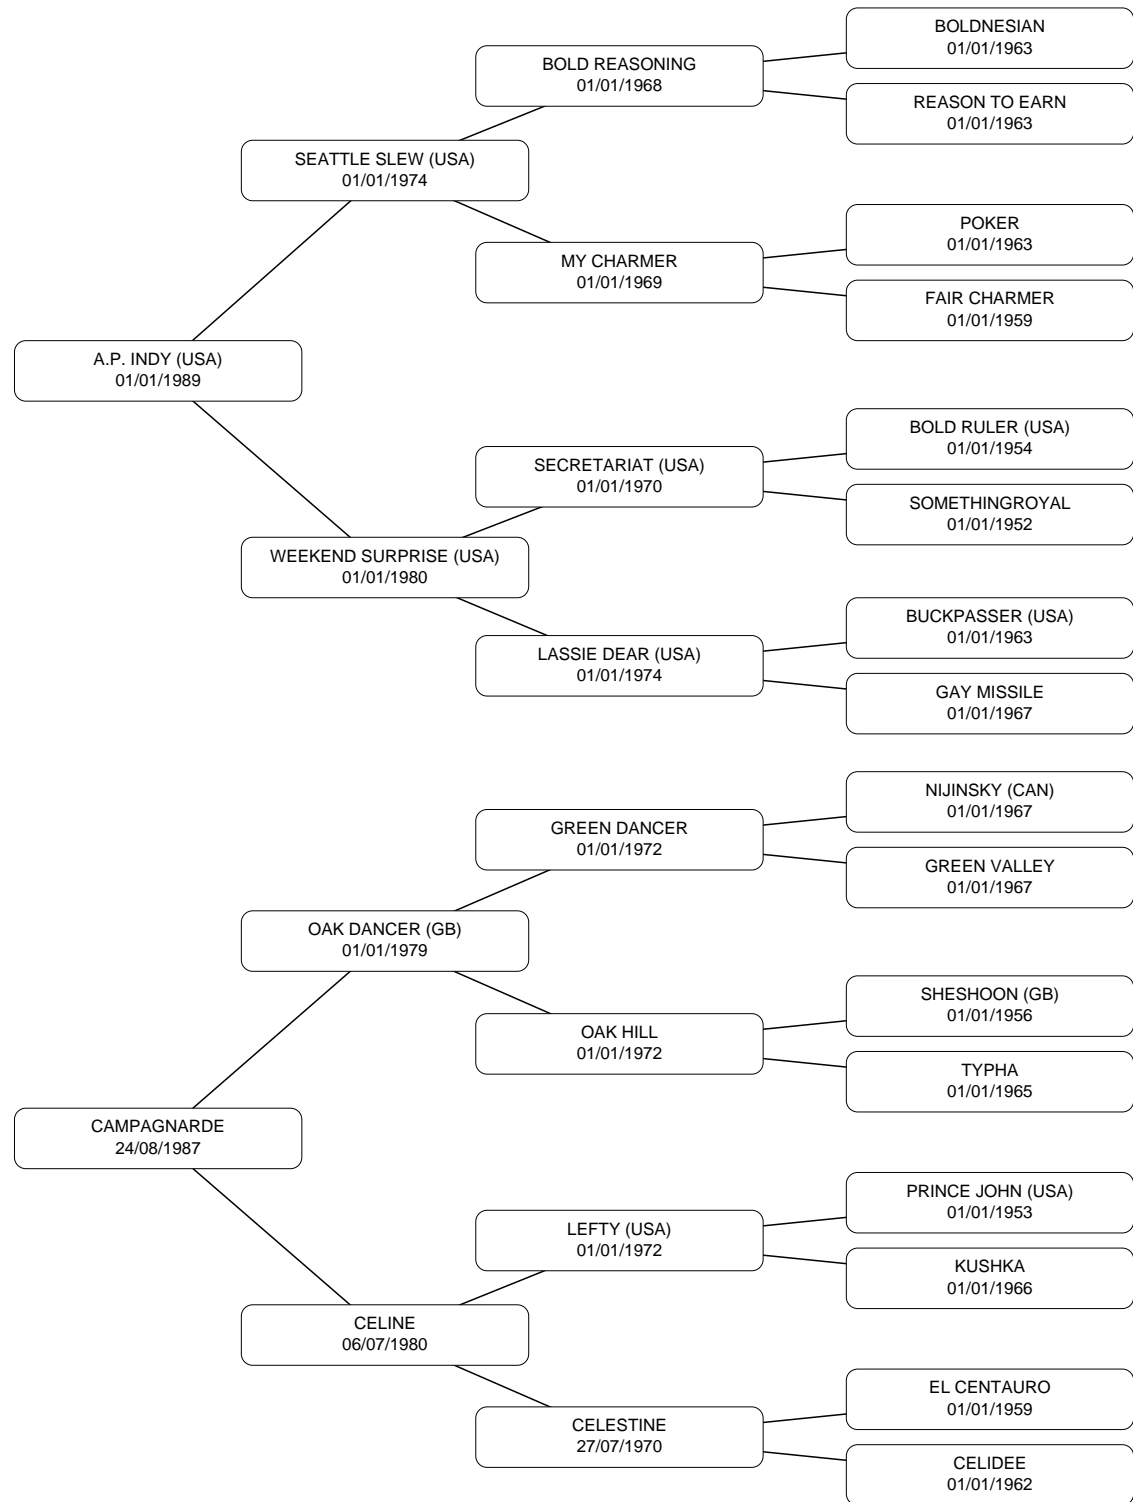 BOLDNESIAN
01/01/1963
BOLD REASONING
01/01/1968
REASON TO EARN
01/01/1963
SEATTLE SLEW (USA)
01/01/1974
POKER
01/01/1963
MY CHARMER
01/01/1969
FAIR CHARMER
01/01/1959
A.P. INDY (USA)
01/01/1989
BOLD RULER (USA)
01/01/1954
SECRETARIAT (USA)
01/01/1970
SOMETHINGROYAL
01/01/1952
WEEKEND SURPRISE (USA)
01/01/1980
BUCKPASSER (USA)
01/01/1963
LASSIE DEAR (USA)
01/01/1974
GAY MISSILE
01/01/1967
NIJINSKY (CAN)
01/01/1967
GREEN DANCER
01/01/1972
GREEN VALLEY
01/01/1967
OAK DANCER (GB)
01/01/1979
SHESHOON (GB)
01/01/1956
OAK HILL
01/01/1972
TYPHA
01/01/1965
CAMPAGNARDE
24/08/1987
PRINCE JOHN (USA)
01/01/1953
LEFTY (USA)
01/01/1972
KUSHKA
01/01/1966
CELINE
06/07/1980
EL CENTAURO
01/01/1959
CELESTINE
27/07/1970
CELIDEE
01/01/1962